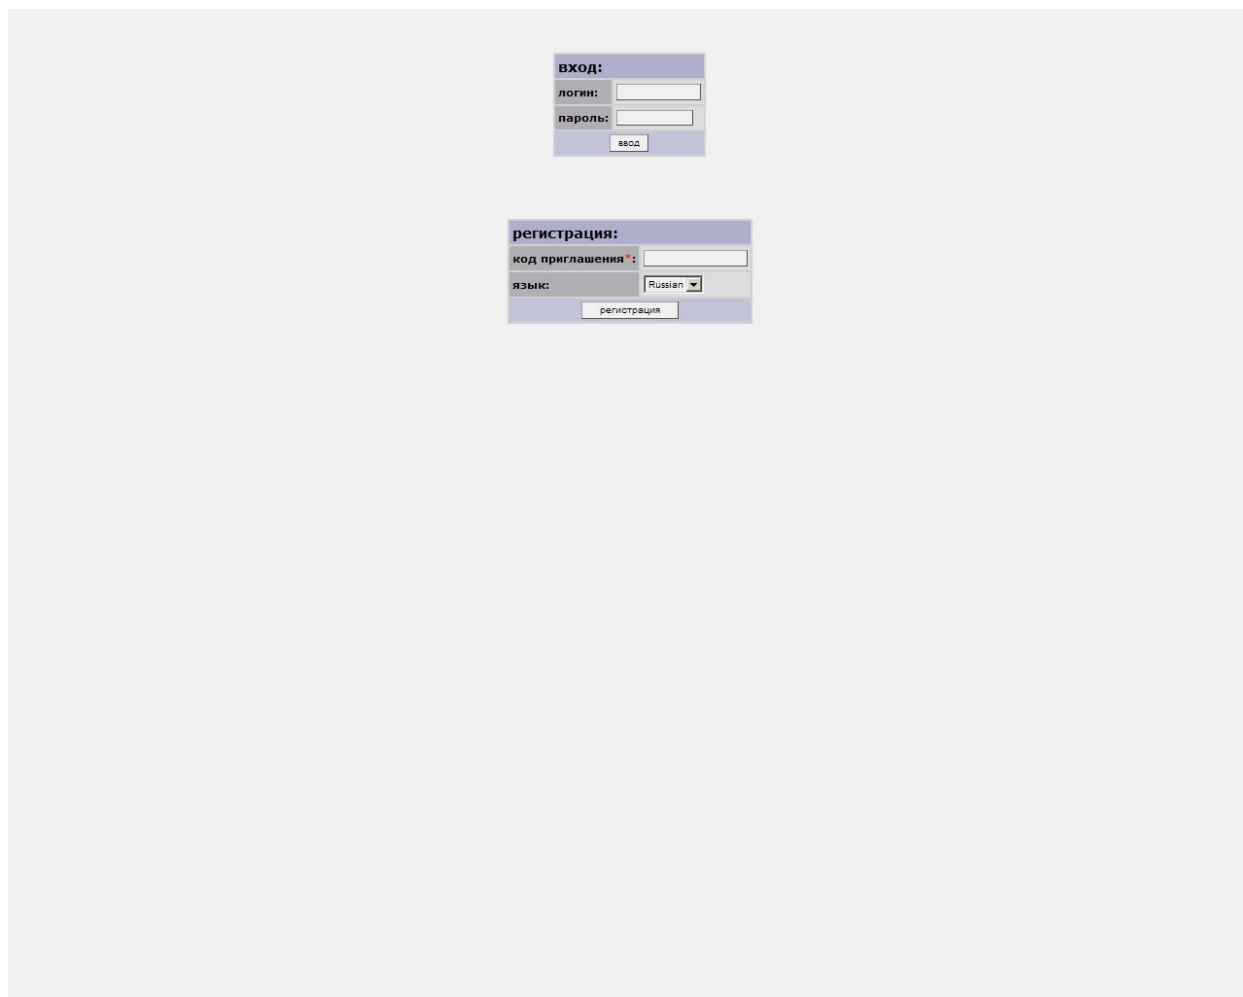 вход:
логин:
пароль:
ввод
регистрация:
код приглашения*:
язык: Russian
регистрация